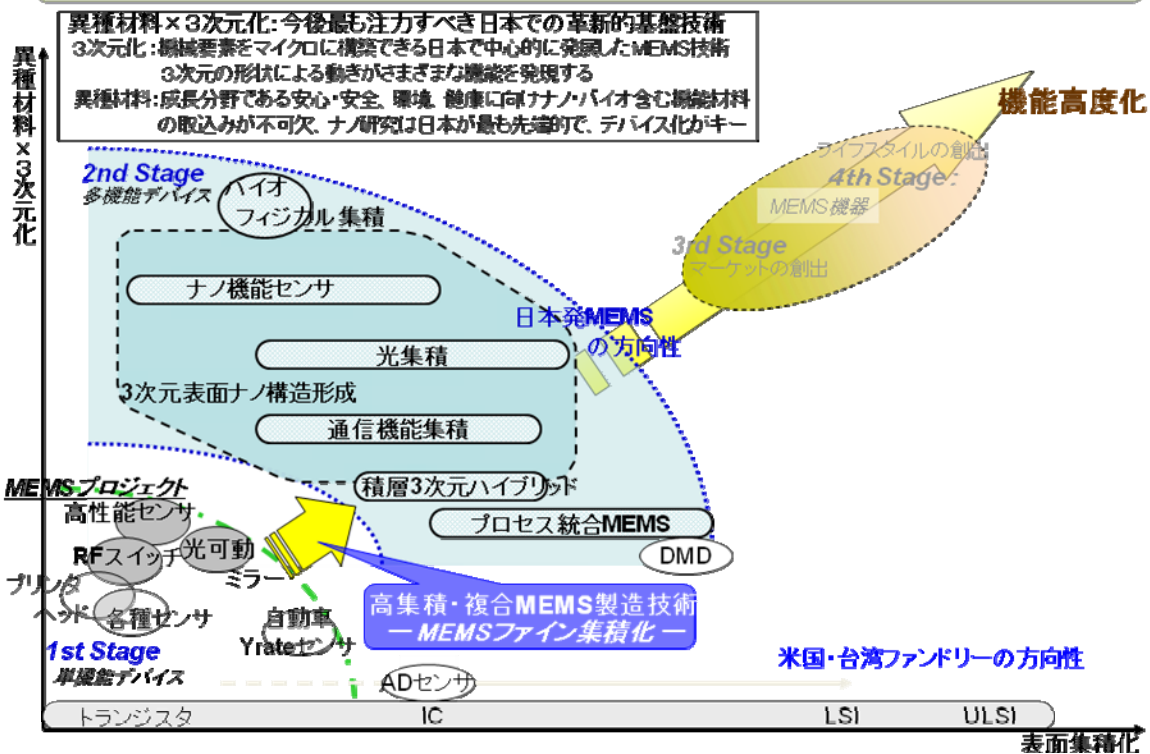 異種材料×3次元化:今後最も注力すべき日本での革新的基盤技術
3次元化:機械要素をマイクロに構築できる日本で中心的に発展したMEMS技術
3次元の形状による動きがさまざまな機能を発現する
異種材料:成長分野である安心・安全、環境、健康に向けナノ・バイオ含む機能材料
の取込みが不可欠、ナノ研究は日本が最も先端的で、デバイス化がキー
異種材料×3次元化
機能高度化
ライフスタイルの創出
4th Stage:
MEMS機器
3rd Stage
マーケットの創出
2nd Stage
多機能デバイス
バイオ
フィジカル集積
ナノ機能センサ
日本発MEMS
の方向性
光集積
3次元表面ナノ構造形成
通信機能集積
積層3次元ハイブリッド
プロセス統合MEMS
DMD
MEMSプロジェクト
高性能センサ
RFスイッチ
光可動
ミラー
プリンタ
ヘッド
各種センサ
自動車
Yrateセンサ
高集積・複合MEMS製造技術
― MEMSファイン集積化 ―
1st Stage
単機能デバイス
ADセンサ
米国・台湾ファンドリーの方向性
トランジスタ
IC
LSI
ULSI
表面集積化